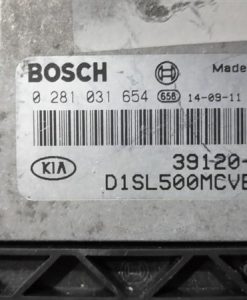 BOSCH Made
0 281 031 654 656 14-09-11
KIA 39120-
D1SL500MCVE